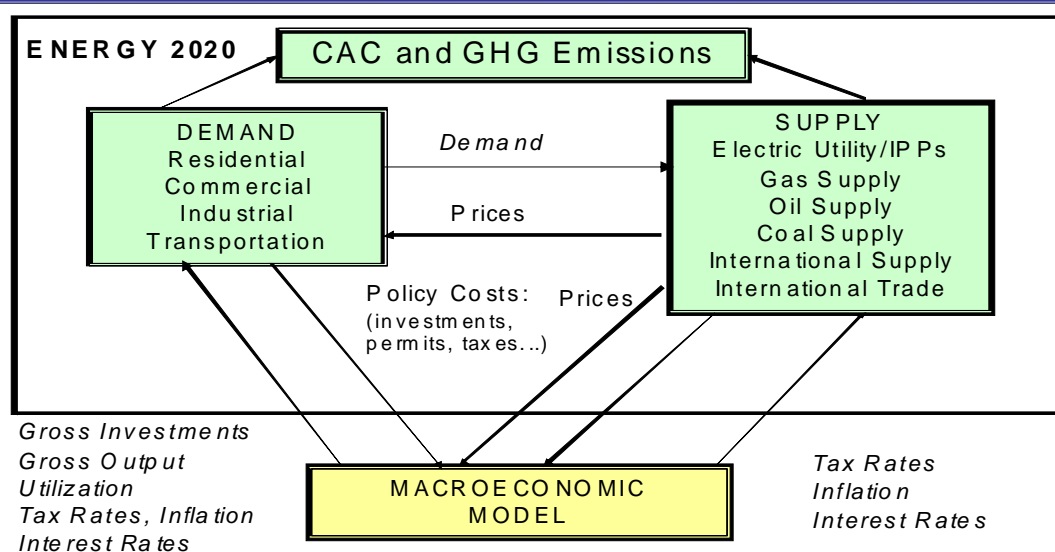 ENERGY 2020
CAC and GHG Emissions
DEMAND
Residential
Commercial
Industrial
Transportation
Demand
Prices
SUPPLY
Electric Utility/IPPs
Gas Supply
Oil Supply
Coal Supply
International Supply
International Trade
Policy Costs:
(investments,
permits, taxes...)
Prices
Gross Investments
Gross Output
Utilization
Tax Rates, Inflation
Interest Rates
MACROECONOMIC
MODEL
Tax Rates
Inflation
Interest Rates